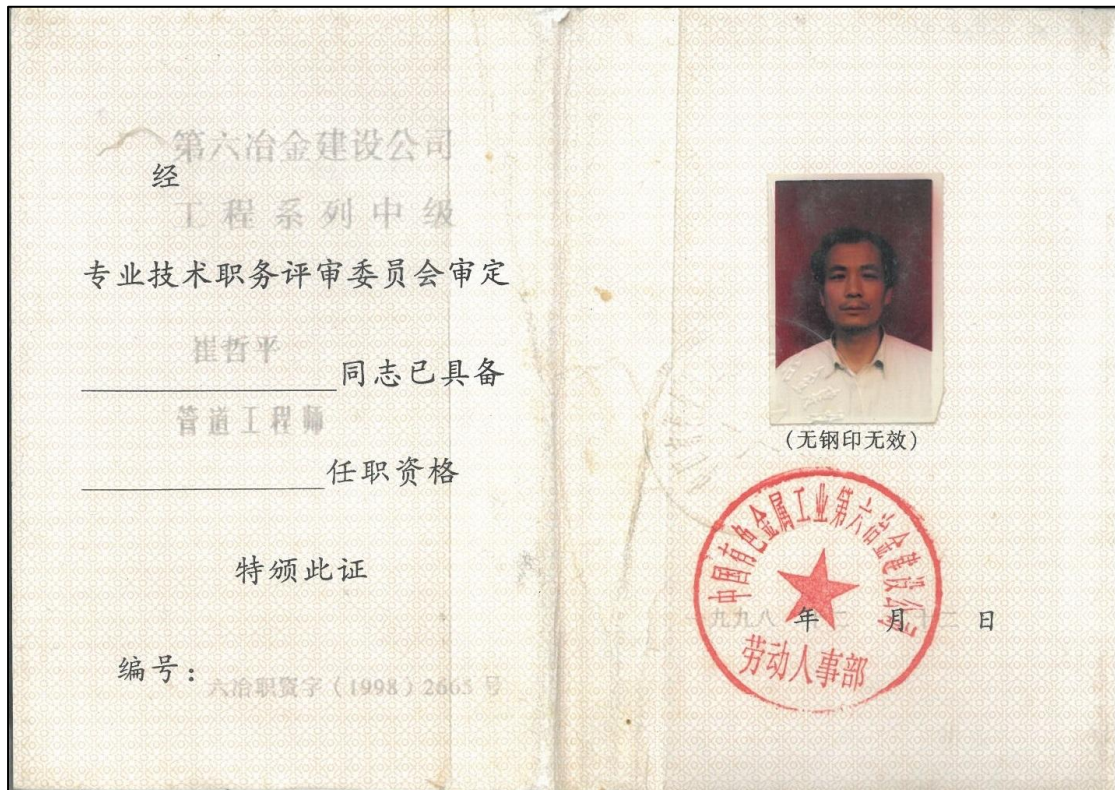 第六冶金建设公司
经
工程系列中级
专业技术职务评审委员会审定
崔哲平
同志已具备
管道工程师
任职资格
特颁此证
编号：六冶职资字（1998）2665号
（无钢印无效）
中国有色金属工业第六冶金建设公司
一九九八年十二月十二日
劳动人事部